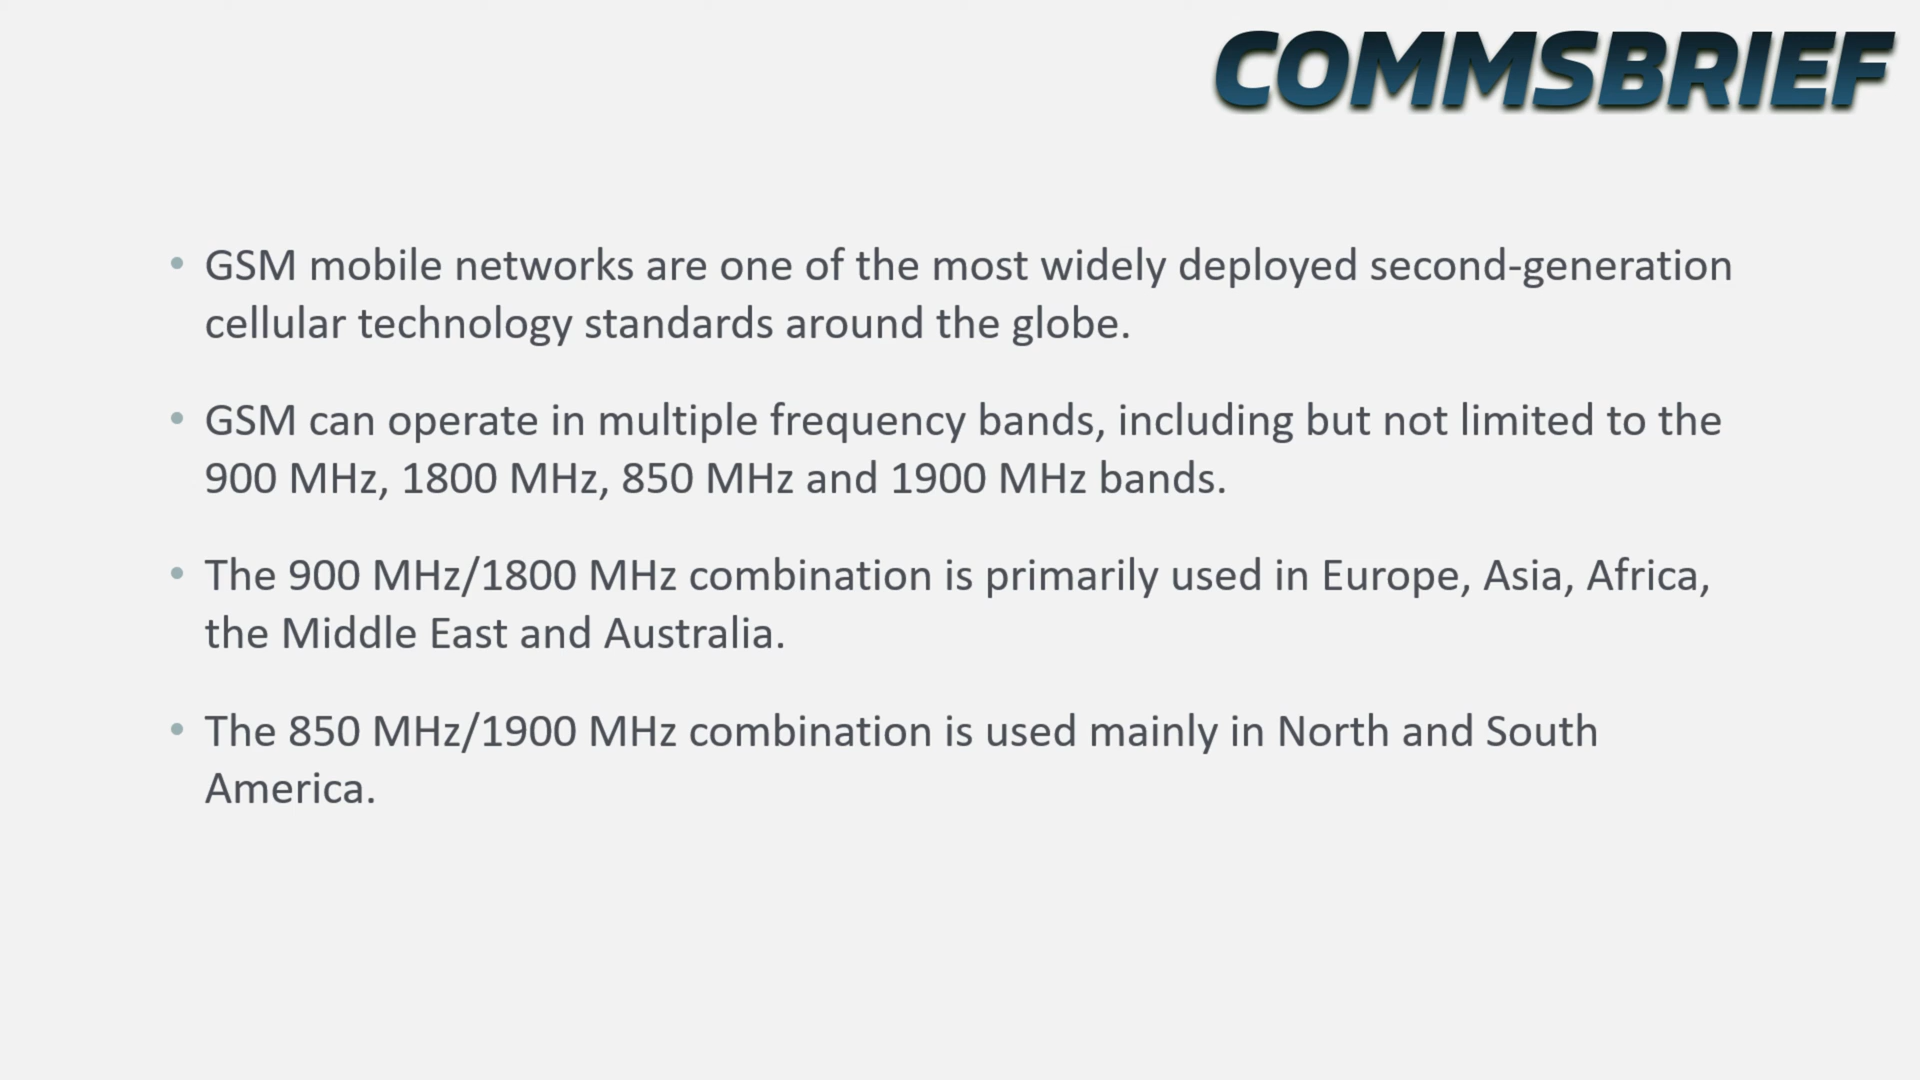 COMMSBRIEF
• GSM mobile networks are one of the most widely deployed second-generation
cellular technology standards around the globe.
• GSM can operate in multiple frequency bands, including but not limited to the
900 MHz, 1800 MHz, 850 MHz and 1900 MHz bands.
• The 900 MHz/1800 MHz combination is primarily used in Europe, Asia, Africa,
the Middle East and Australia.
• The 850 MHz/1900 MHz combination is used mainly in North and South
America.